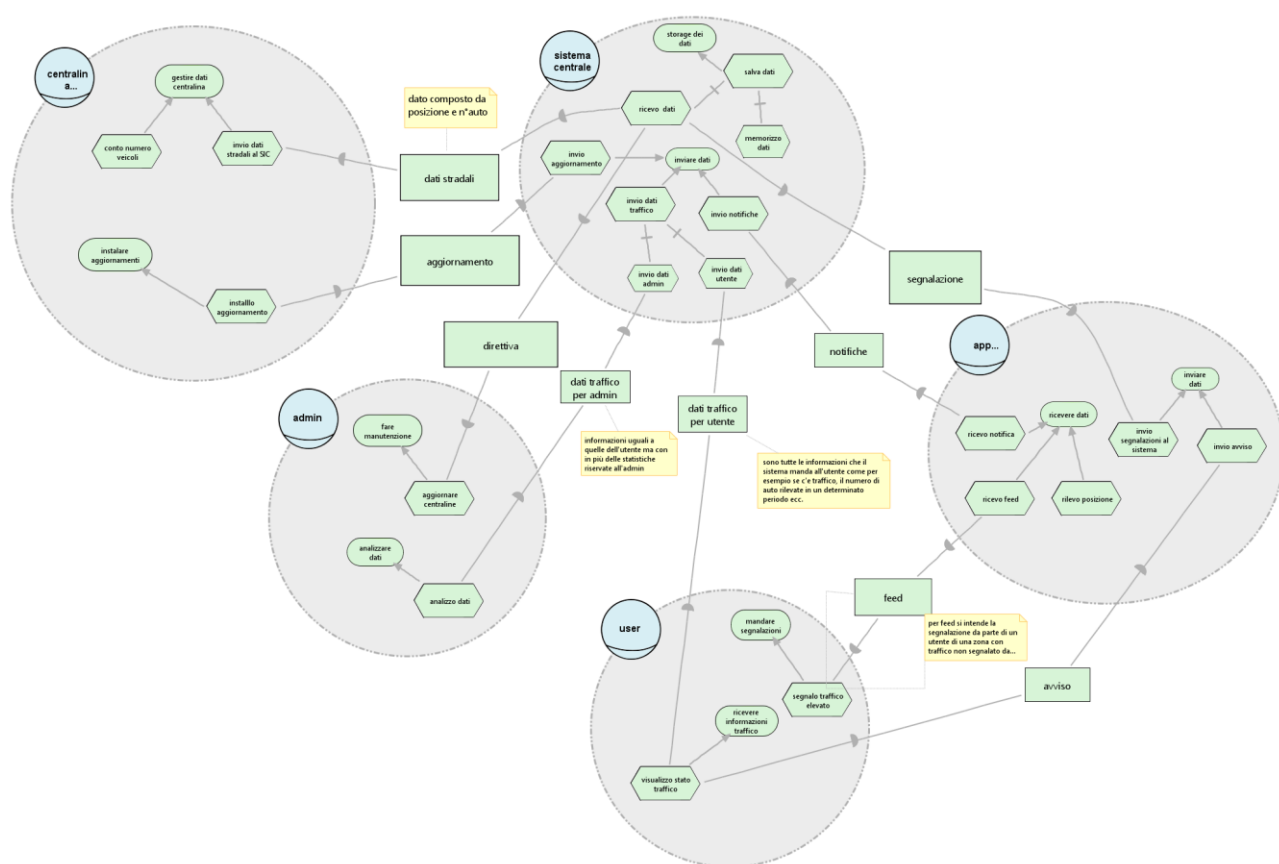 centralin
a...
gestire dati
centralina
conto numero
veicoli
invio dati
stradali al SIC
instalare
aggiornamenti
installlo
aggiornamento
dato composto da
posizione e n°auto
dati stradali
aggiornamento
sistema
centrale
storage dei
dati
salva dati
ricevo dati
memorizzo
dati
invio
aggiornamento
inviare dati
invio dati
traffico
invio notifiche
invio dati
admin
invio dati
utente
segnalazione
direttiva
notifiche
dati traffico
per admin
dati traffico
per utente
informazioni uguali a
quelle dell'utente ma con
in più delle statistiche
riservate all'admin
sono tutte le informazioni che il
sistema manda all'utente come per
esempio se c'e traffico, il numero di
auto rilevate in un determinato
periodo ecc.
admin
fare
manutenzione
aggiornare
centraline
analizzare
dati
analizzo dati
app...
inviare
dati
ricevere dati
ricevo notifica
invio
segnalazioni al
sistema
invio avviso
ricevo feed
rilevo posizione
feed
per feed si intende la
segnalazione da parte di un
utente di una zona con
traffico non segnalato da...
avviso
user
mandare
segnalazioni
segnalo traffico
elevato
ricevere
informazioni
traffico
visualizzo stato
traffico